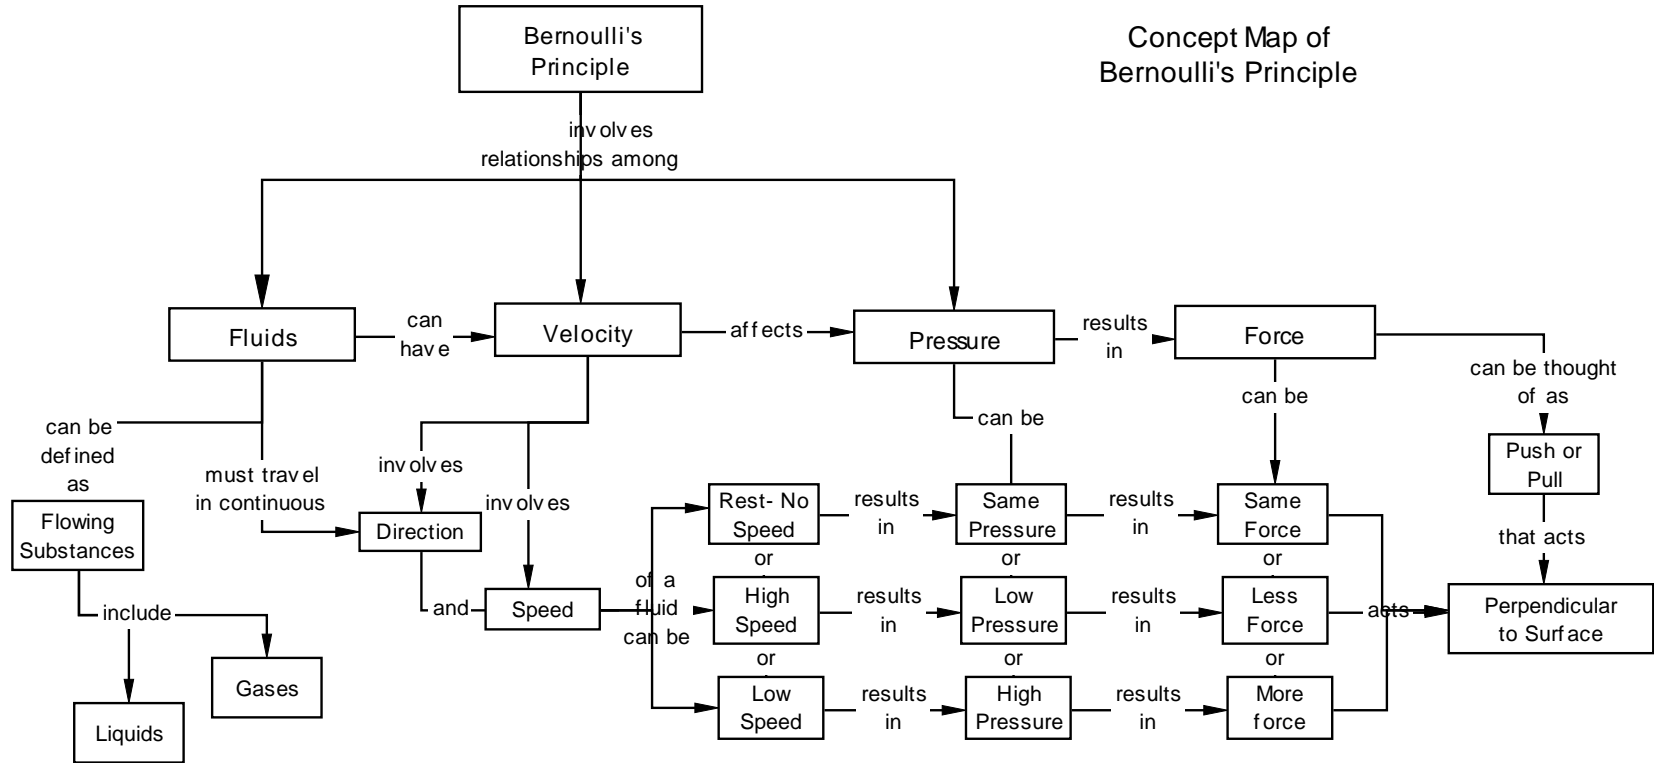 Concept Map of
Bernoulli's Principle
Bernoulli's
Principle
involves
relationships among
Fluids
can
have
Velocity
affects
Pressure
results
in
Force
can be thought
of as
Push or
Pull
that acts
can be
defined
as
Flowing
Substances
include
Liquids
Gases
must travel
in continuous
involves
Direction
involves
and
Speed
of a
fluid
can be
can be
can be
Rest- No
Speed
results
in
Same
Pressure
results
in
Same
Force
or
or
or
High
Speed
results
in
Low
Pressure
results
in
Less
Force
acts
Perpendicular
to Surface
or
or
or
Low
Speed
results
in
High
Pressure
results
in
More
force